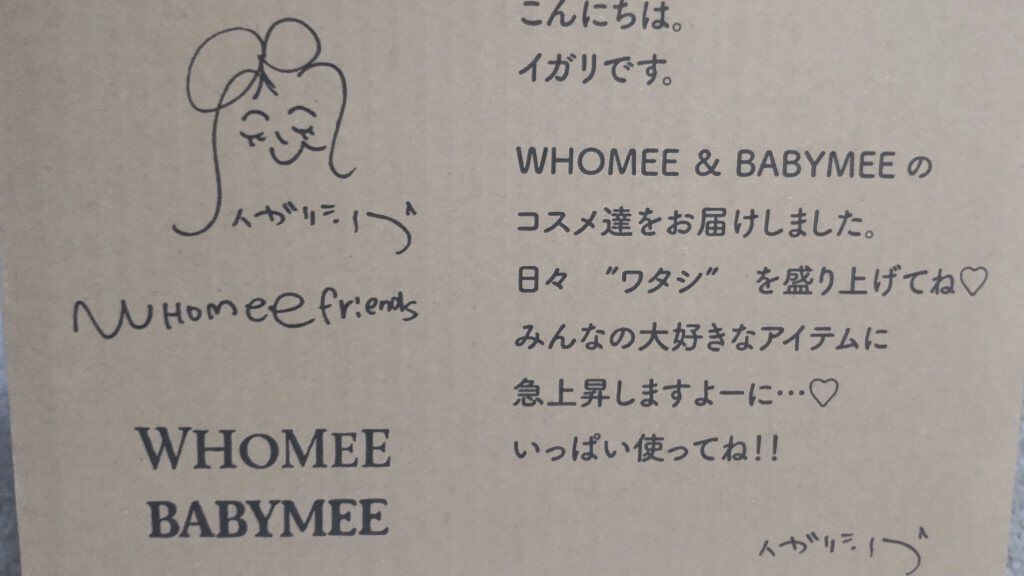 イガリシノブ
WHOMEE friends
WHOMEE
BABYMEE
こんにちは。
イガリです。
WHOMEE & BABYMEE の
コスメ達をお届けしました。
日々 ”ワタシ” を盛り上げてね♡
みんなの大好きなアイテムに
急上昇しますよーに…♡
いっぱい使ってね!!
イガリシノブ